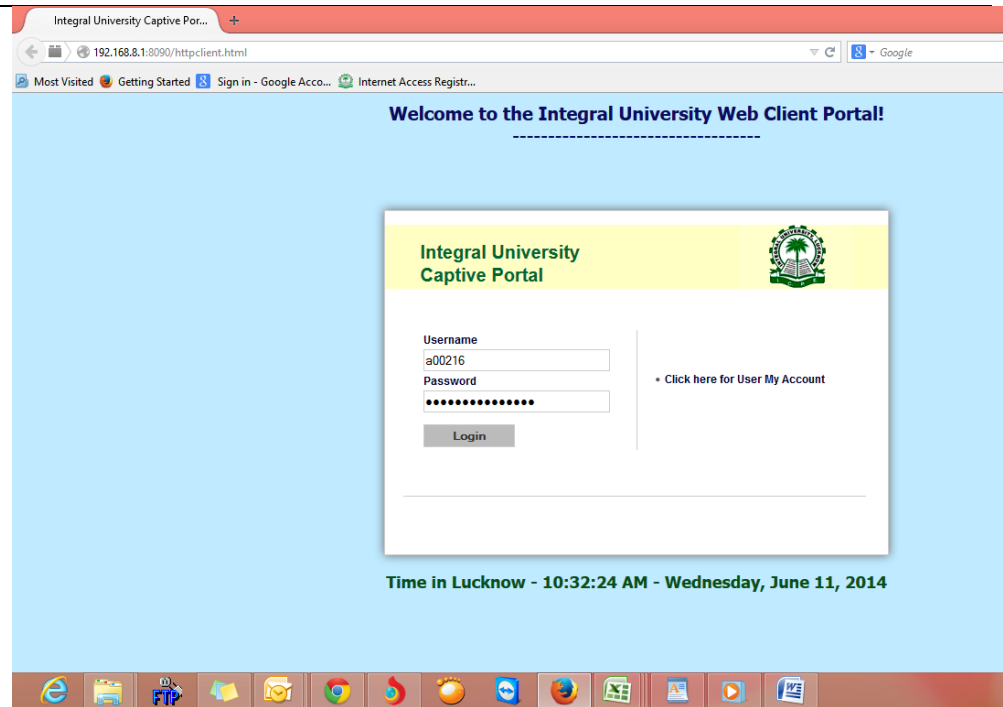 Integral University Captive Por...
192.168.8.1:8090/httpclient.html
Google
Most Visited Getting Started Sign in - Google Acco... Internet Access Registr...
Welcome to the Integral University Web Client Portal!
-----------------------------------
Integral University
Captive Portal
Username
a00216
Password
Click here for User My Account
Login
Time in Lucknow - 10:32:24 AM - Wednesday, June 11, 2014
FTP